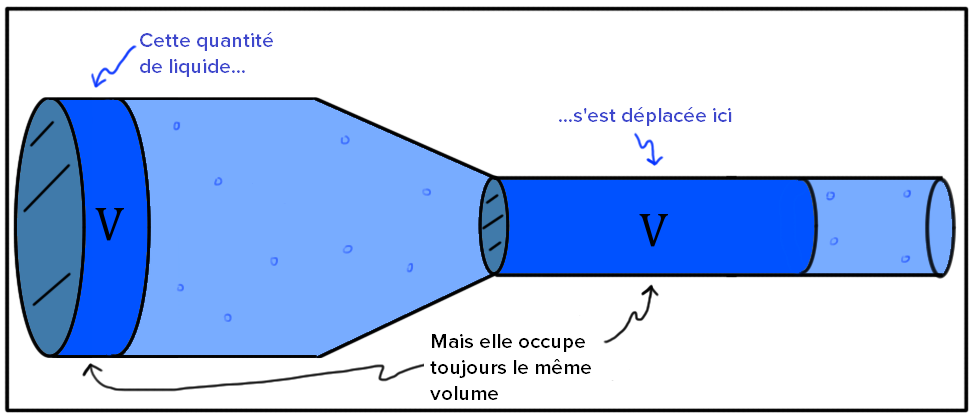 Cette quantité
de liquide...
...s'est déplacée ici
V
V
Mais elle occupe
toujours le même
volume